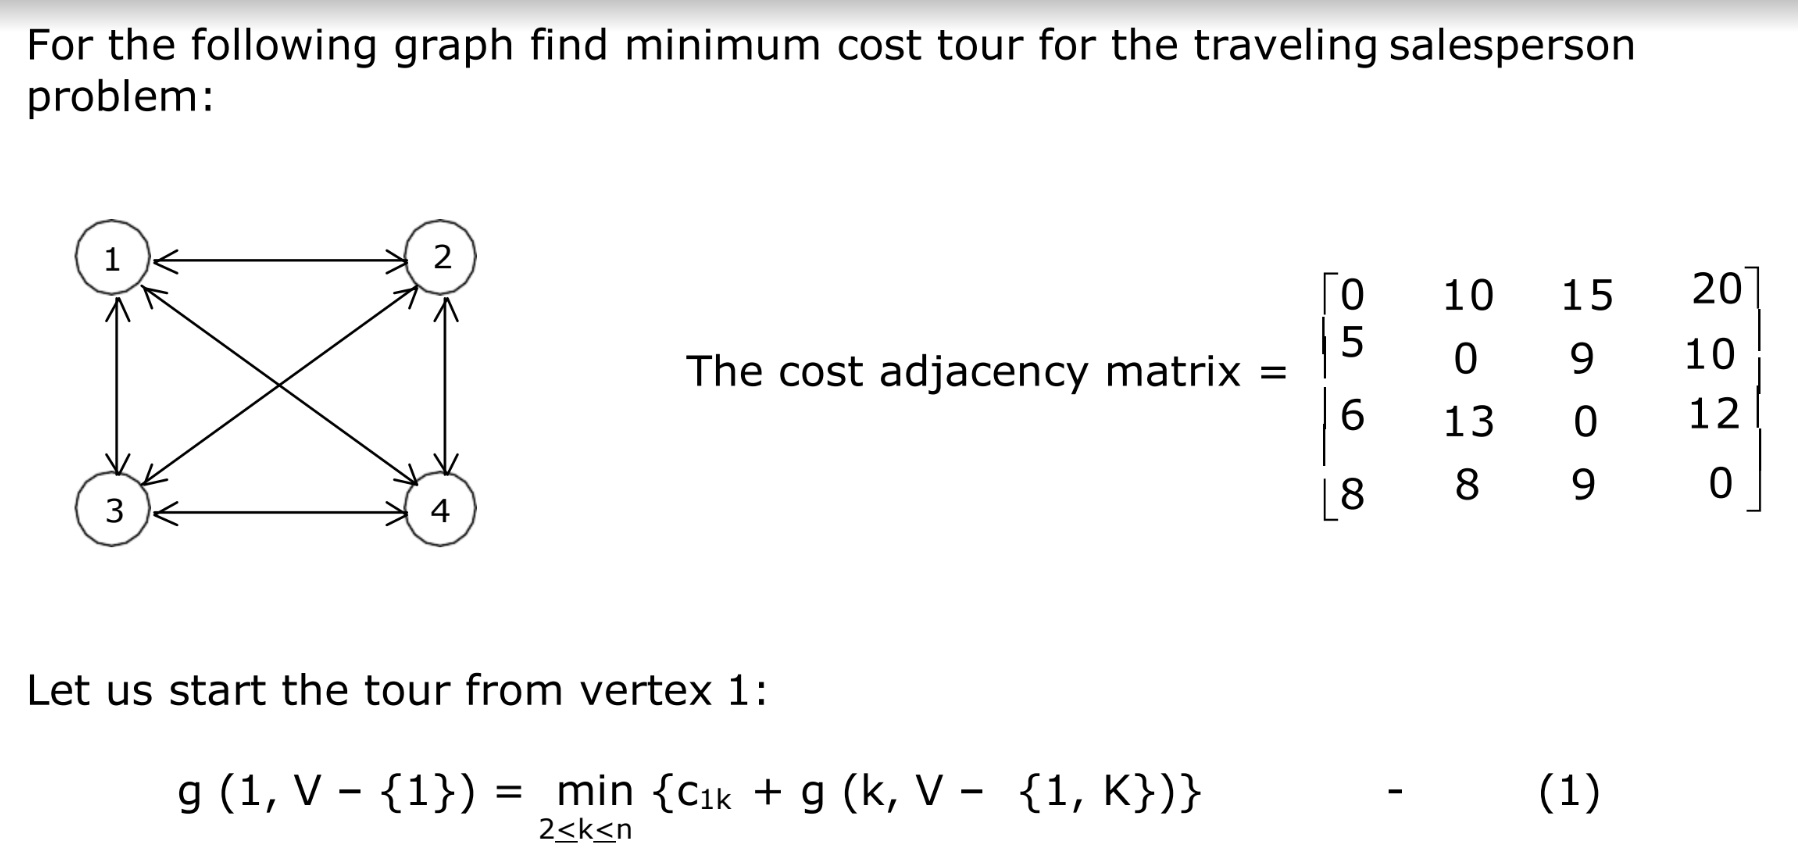 For the following graph find minimum cost tour for the traveling salesperson
problem:
1
2
3
4
The cost adjacency matrix =
0 10 15 20
5 0 9 10
6 13 0 12
8 8 9 0
Let us start the tour from vertex 1:
g (1, V – {1}) = min {c1k + g (k, V – {1, K})} - (1)
2≤k≤n